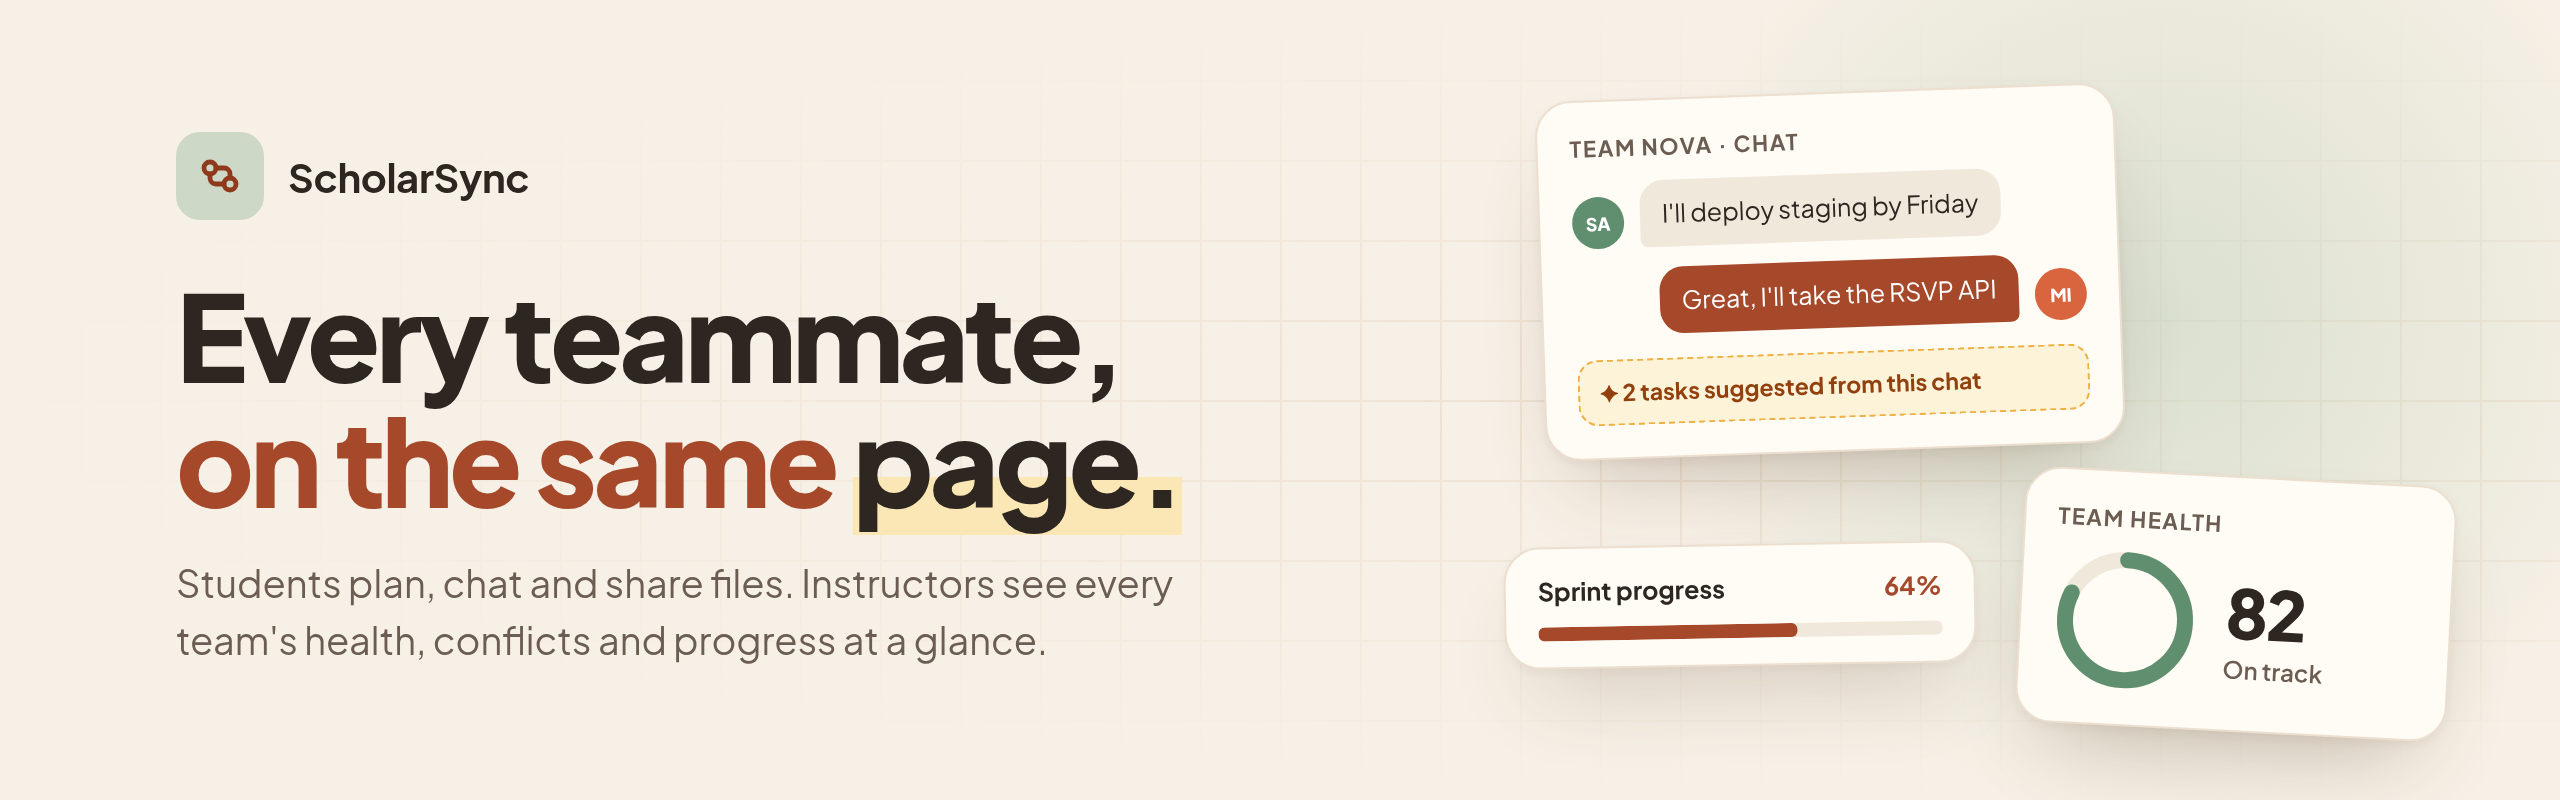 ScholarSync
Every teammate,
on the same page.
Students plan, chat and share files. Instructors see every
team's health, conflicts and progress at a glance.
TEAM NOVA · CHAT
SA
I'll deploy staging by Friday
Great, I'll take the RSVP API
MI
✦ 2 tasks suggested from this chat
Sprint progress 64%
TEAM HEALTH
82
On track